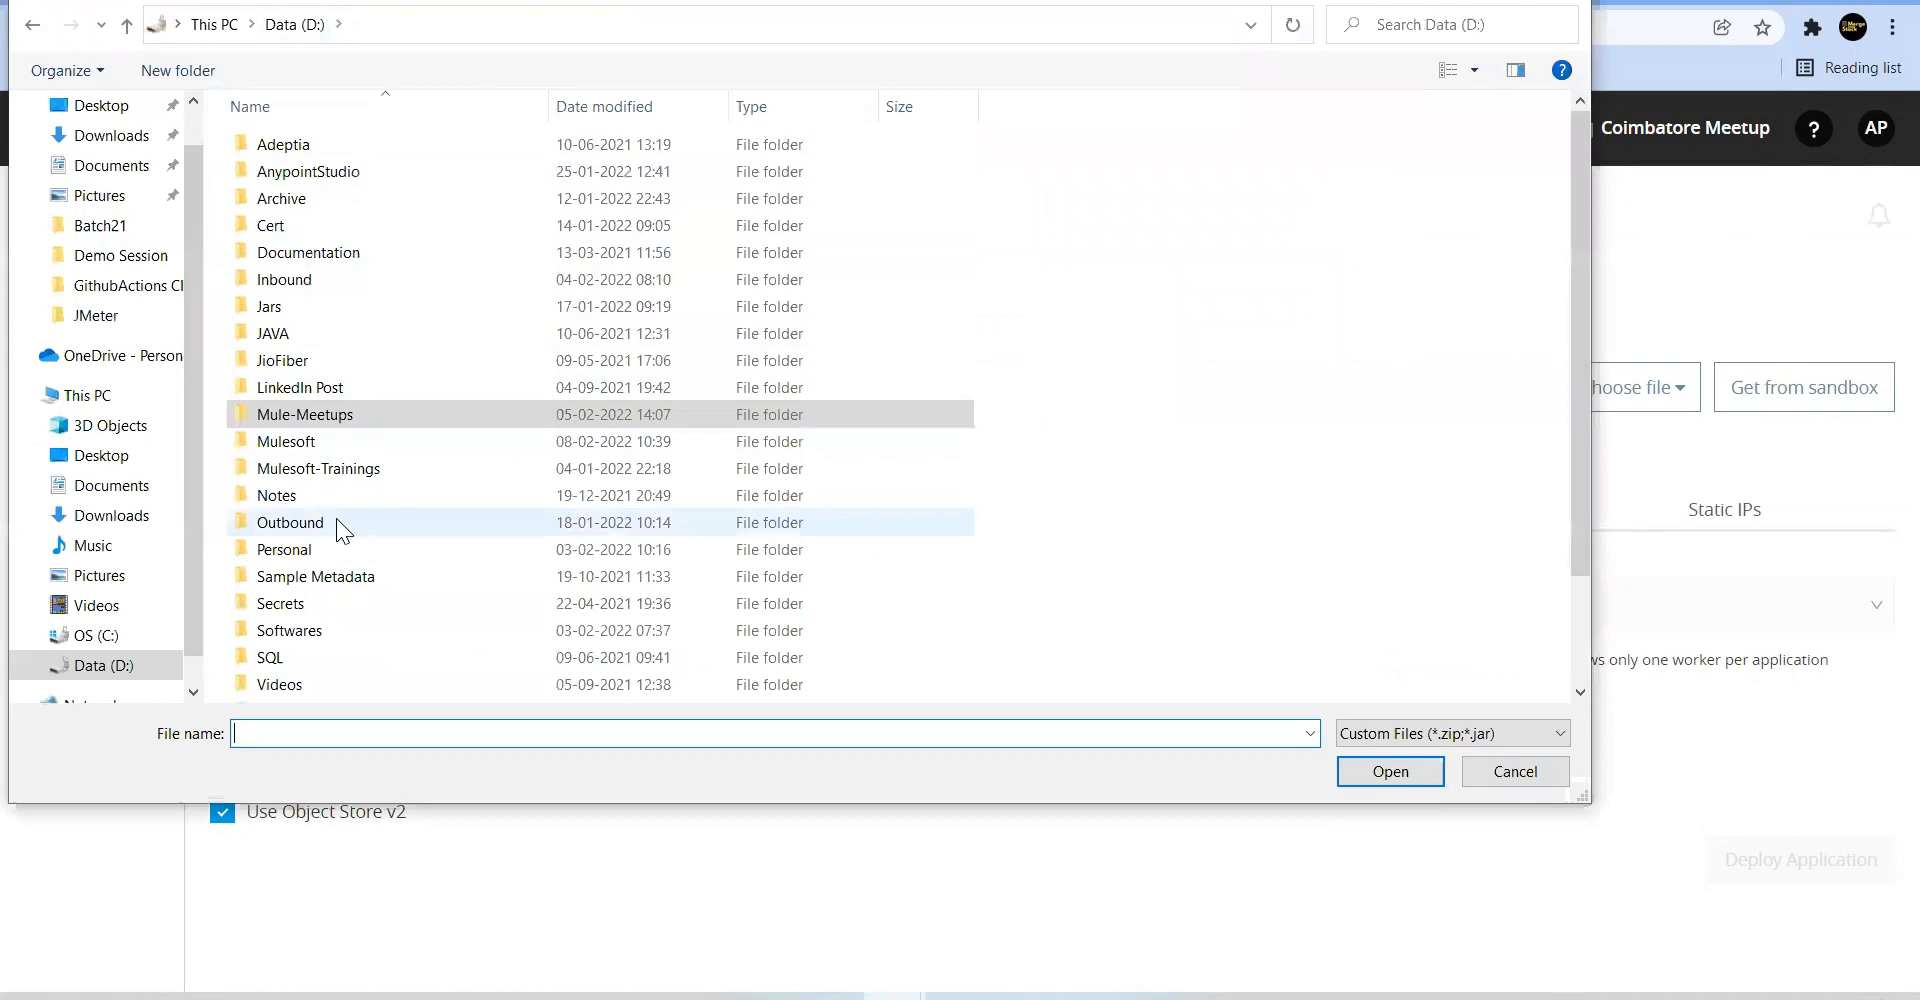 This PC > Data (D:) >
Search Data (D:)
Organize
New folder
Reading list
Coimbatore Meetup
?
AP
Desktop
Downloads
Documents
Pictures
Batch21
Demo Session
GithubActions CI
JMeter
OneDrive - Person
This PC
3D Objects
Desktop
Documents
Downloads
Music
Pictures
Videos
OS (C:)
Data (D:)
Name Date modified Type Size
Adeptia 10-06-2021 13:19 File folder
AnypointStudio 25-01-2022 12:41 File folder
Archive 12-01-2022 22:43 File folder
Cert 14-01-2022 09:05 File folder
Documentation 13-03-2021 11:56 File folder
Inbound 04-02-2022 08:10 File folder
Jars 17-01-2022 09:19 File folder
JAVA 10-06-2021 12:31 File folder
JioFiber 09-05-2021 17:06 File folder
LinkedIn Post 04-09-2021 19:42 File folder
Mule-Meetups 05-02-2022 14:07 File folder
Mulesoft 08-02-2022 10:39 File folder
Mulesoft-Trainings 04-01-2022 22:18 File folder
Notes 19-12-2021 20:49 File folder
Outbound 18-01-2022 10:14 File folder
Personal 03-02-2022 10:16 File folder
Sample Metadata 19-10-2021 11:33 File folder
Secrets 22-04-2021 19:36 File folder
Softwares 03-02-2022 07:37 File folder
SQL 09-06-2021 09:41 File folder
Videos 05-09-2021 12:38 File folder
hoose file
Get from sandbox
Static IPs
ws only one worker per application
File name:
Custom Files (*.zip;*.jar)
Open
Cancel
Use Object Store v2
Deploy Application